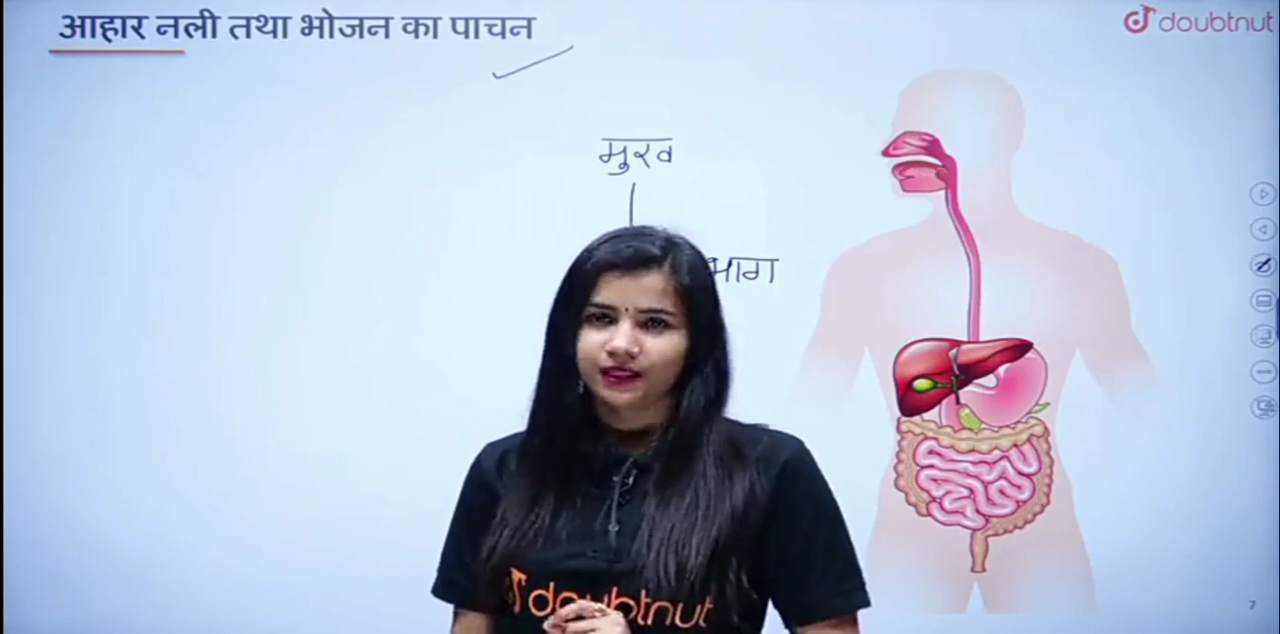 आहार नली तथा भोजन का पाचन
doubtnut
मुख
भाग
doubtnut
7